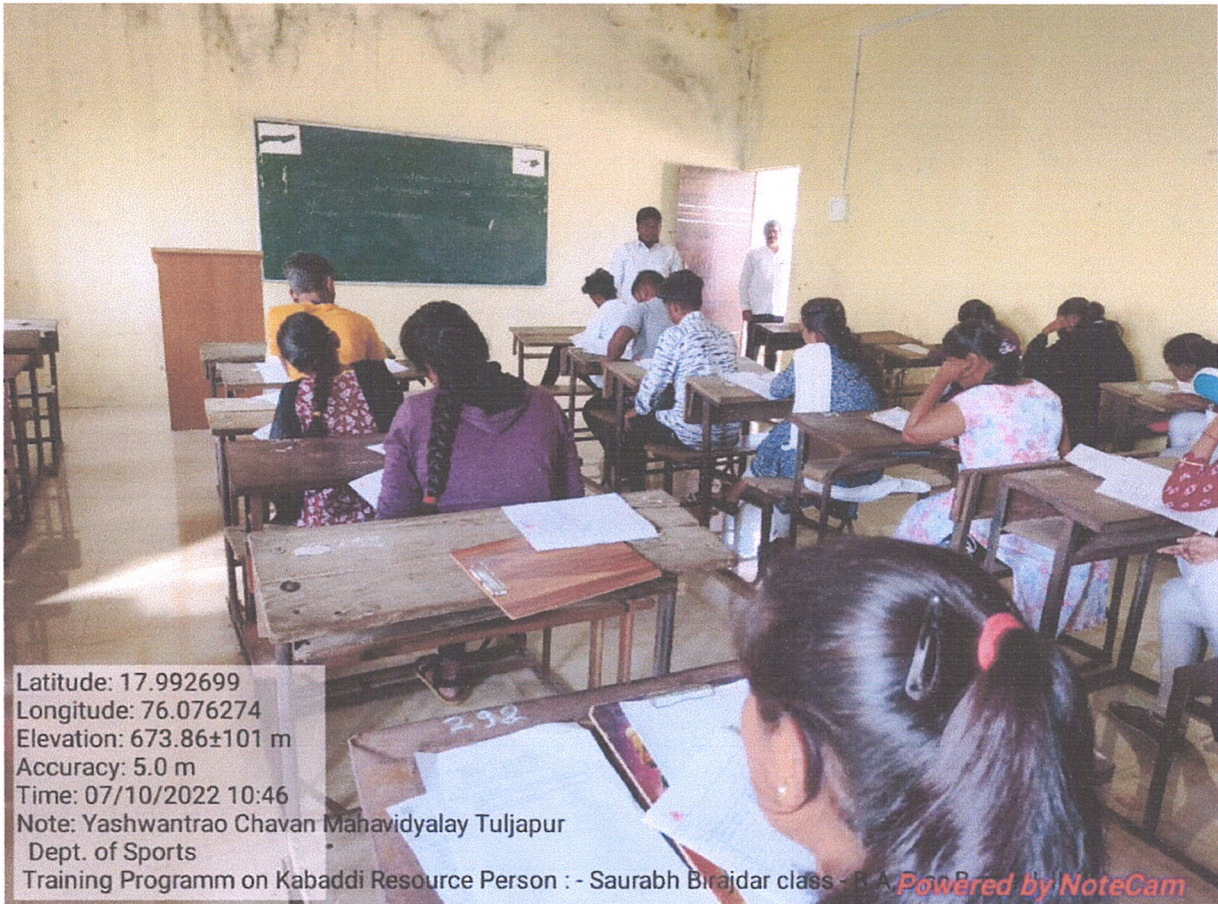 292
Latitude: 17.992699
Longitude: 76.076274
Elevation: 673.86±101 m
Accuracy: 5.0 m
Time: 07/10/2022 10:46
Note: Yashwantrao Chavan Mahavidyalay Tuljapur
Dept. of Sports
Training Programm on Kabaddi Resource Person : - Saurabh Birajdar class -
Powered by NoteCam